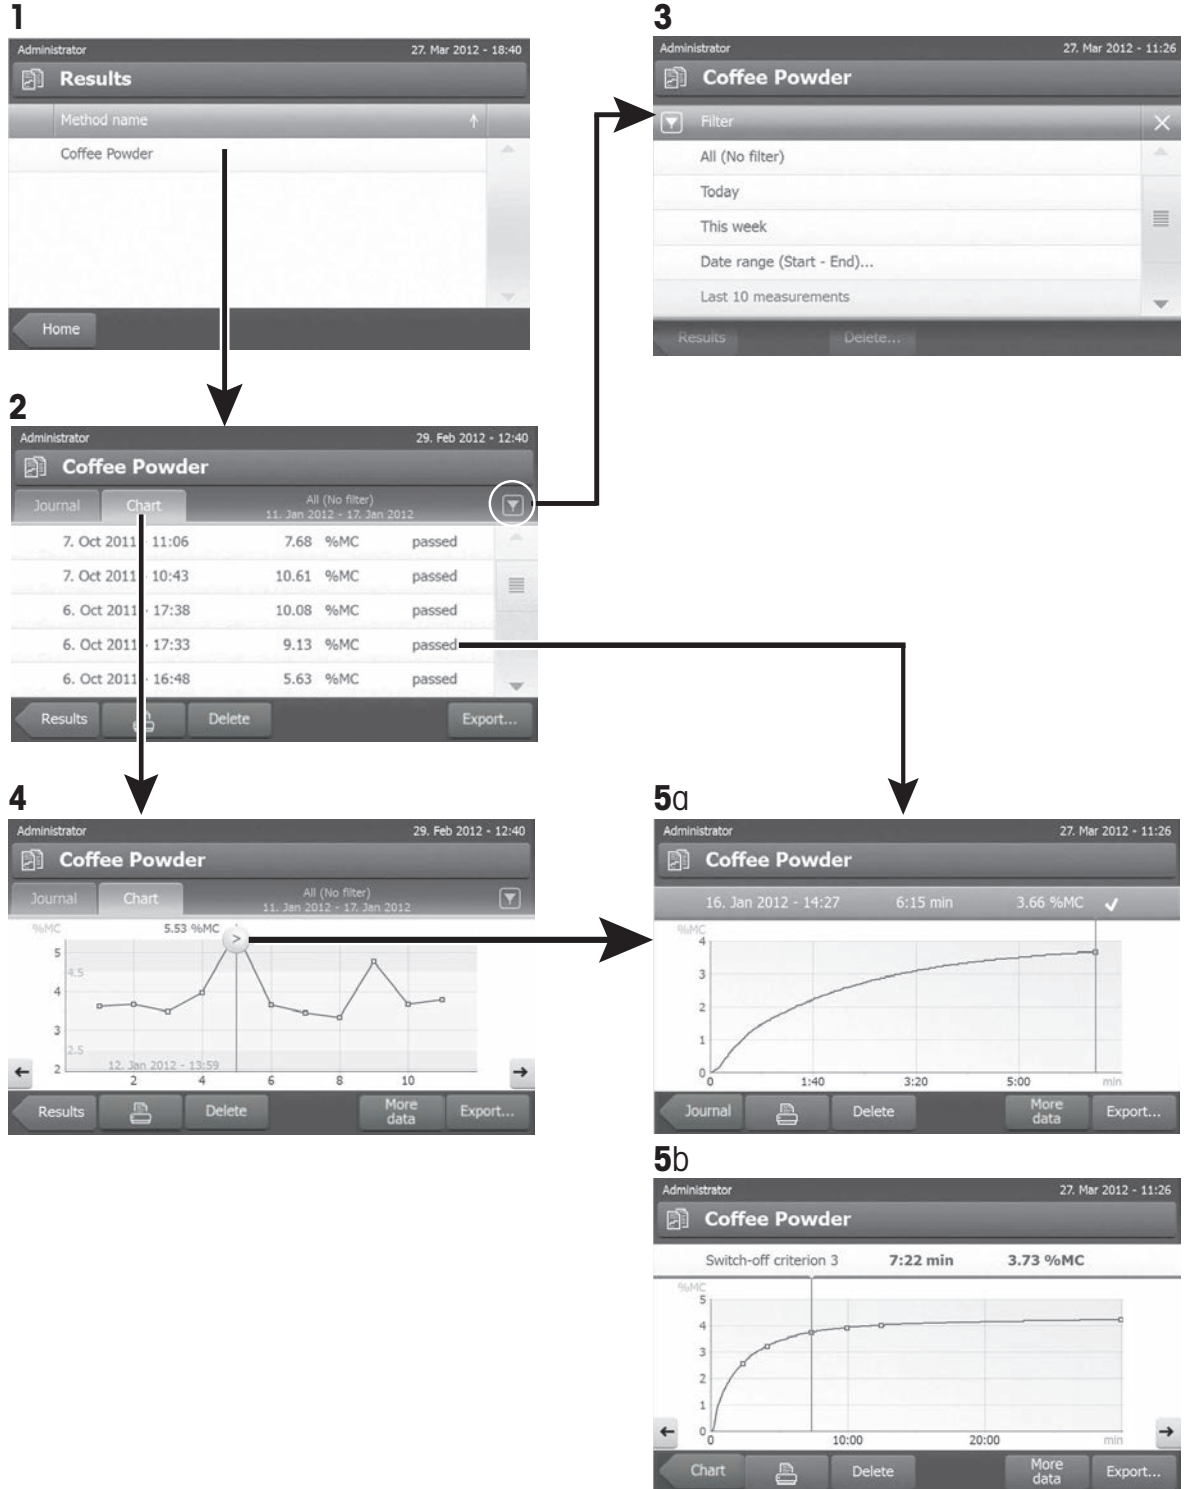 1
Administrator 27. Mar 2012 - 18:40
Results
Method name
Coffee Powder
Home
3
Administrator 27. Mar 2012 - 11:26
Coffee Powder
Filter
All (No filter)
Today
This week
Date range (Start - End)...
Last 10 measurements
Results Delete...
2
Administrator 29. Feb 2012 - 12:40
Coffee Powder
Journal Chart All (No filter)
11. Jan 2012 - 17. Jan 2012
7. Oct 2011 - 11:06 7.68 %MC passed
7. Oct 2011 - 10:43 10.61 %MC passed
6. Oct 2011 - 17:38 10.08 %MC passed
6. Oct 2011 - 17:33 9.13 %MC passed
6. Oct 2011 - 16:48 5.63 %MC passed
Results Delete Export...
4
Administrator 29. Feb 2012 - 12:40
Coffee Powder
Journal Chart All (No filter)
11. Jan 2012 - 17. Jan 2012
%MC 5.53 %MC >
5
4.5
4
3
2.5
2 12. Jan 2012 - 13:59
2 4 6 8 10
Results Delete More data Export...
5a
Administrator 27. Mar 2012 - 11:26
Coffee Powder
16. Jan 2012 - 14:27 6:15 min 3.66 %MC
%MC
4
3
2
1
0
0 1:40 3:20 5:00 min
Journal Delete More data Export...
5b
Administrator 27. Mar 2012 - 11:26
Coffee Powder
Switch-off criterion 3 7:22 min 3.73 %MC
%MC
5
4
3
2
1
0
0 10:00 20:00 min
Chart Delete More data Export...